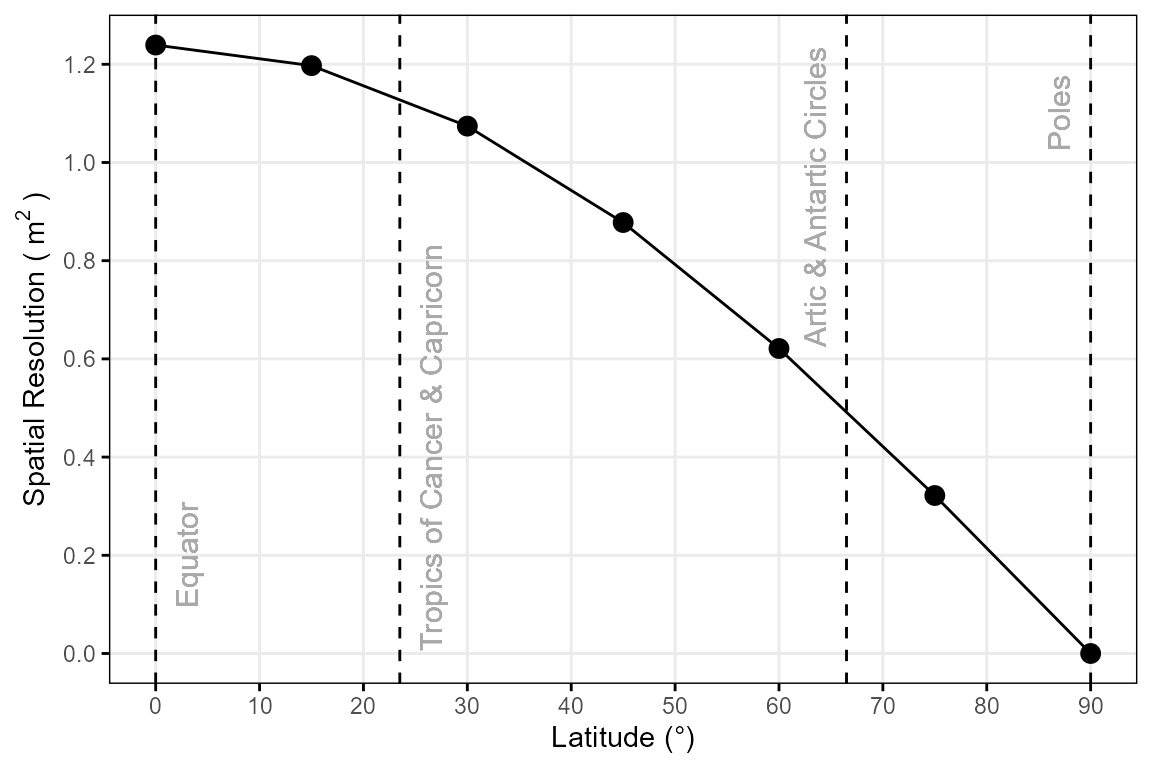 Spatial Resolution ( m² )
1.2
1.0
0.8
0.6
0.4
0.2
0.0
Equator
Tropics of Cancer & Capricorn
Artic & Antartic Circles
Poles
0 10 20 30 40 50 60 70 80 90
Latitude (°)